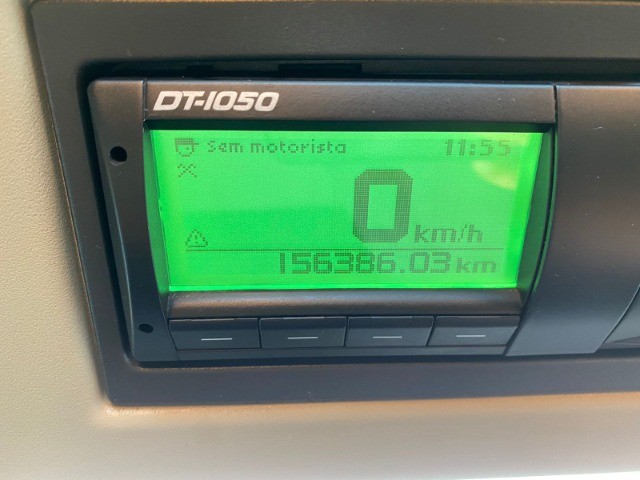 DT-1050
Sem motorista 11:55
0 km/h
156386.03 km